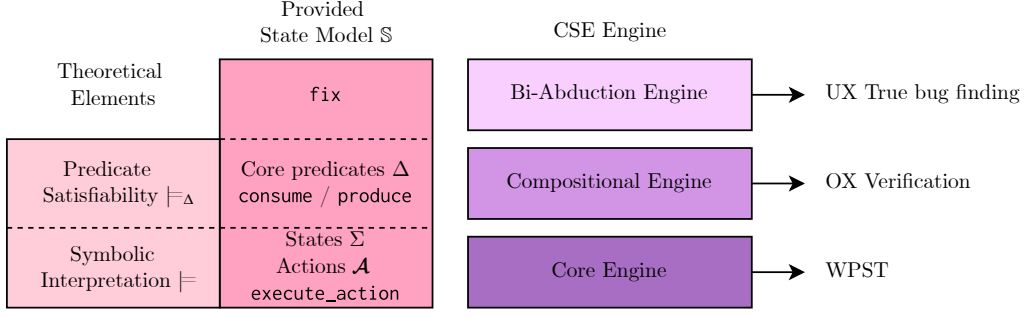 Provided
State Model 𝕊
CSE Engine
Theoretical
Elements
fix
Bi-Abduction Engine
UX True bug finding
Predicate
Satisfiability ⊨Δ
Core predicates Δ
consume / produce
Compositional Engine
OX Verification
Symbolic
Interpretation ⊨
States Σ
Actions 𝓐
execute_action
Core Engine
WPST